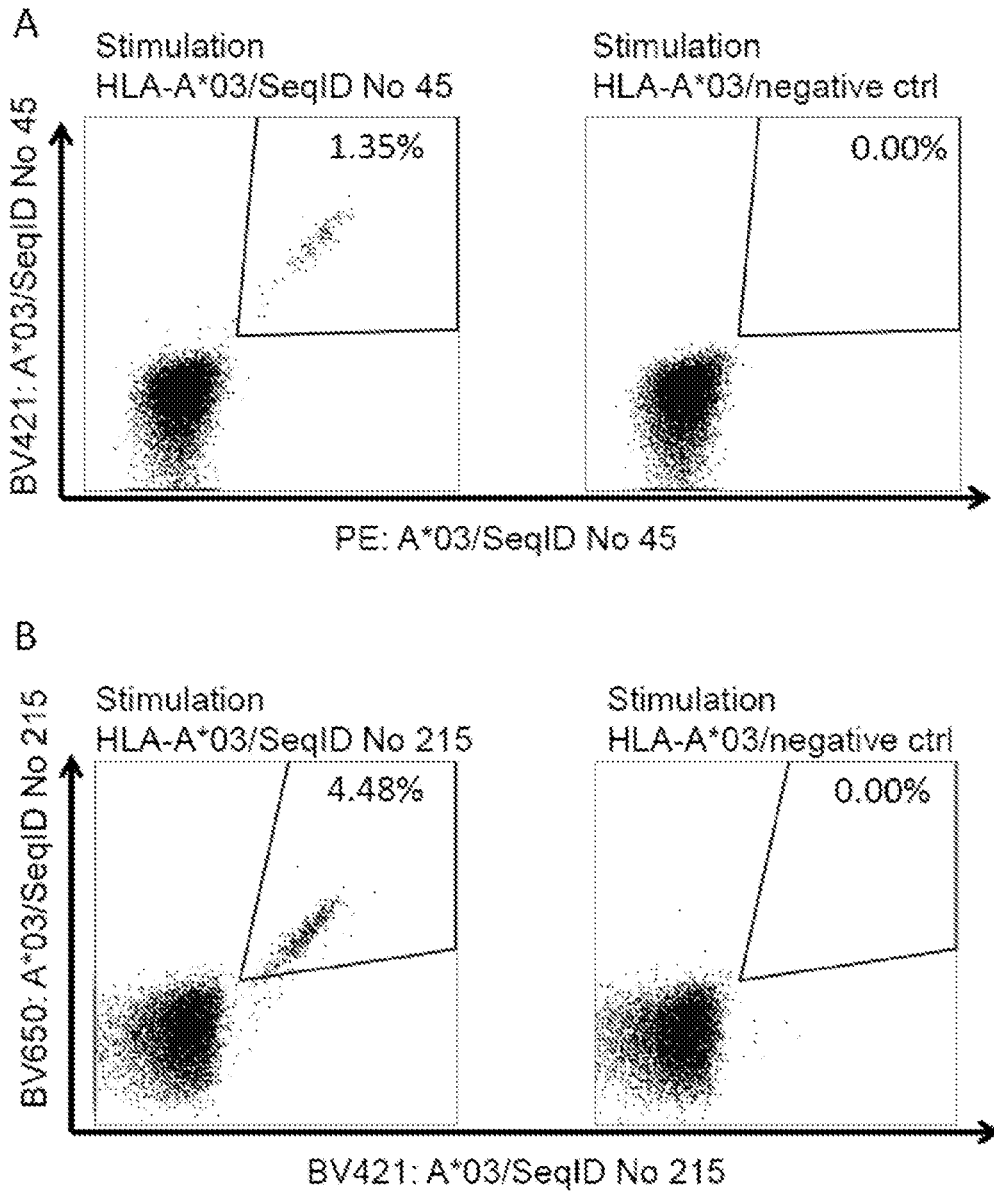 A
Stimulation
HLA-A*03/SeqID No 45
Stimulation
HLA-A*03/negative ctrl
1.35%
0.00%
BV421: A*03/SeqID No 45
PE: A*03/SeqID No 45
B
Stimulation
HLA-A*03/SeqID No 215
Stimulation
HLA-A*03/negative ctrl
4.48%
0.00%
BV650: A*03/SeqID No 215
BV421: A*03/SeqID No 215